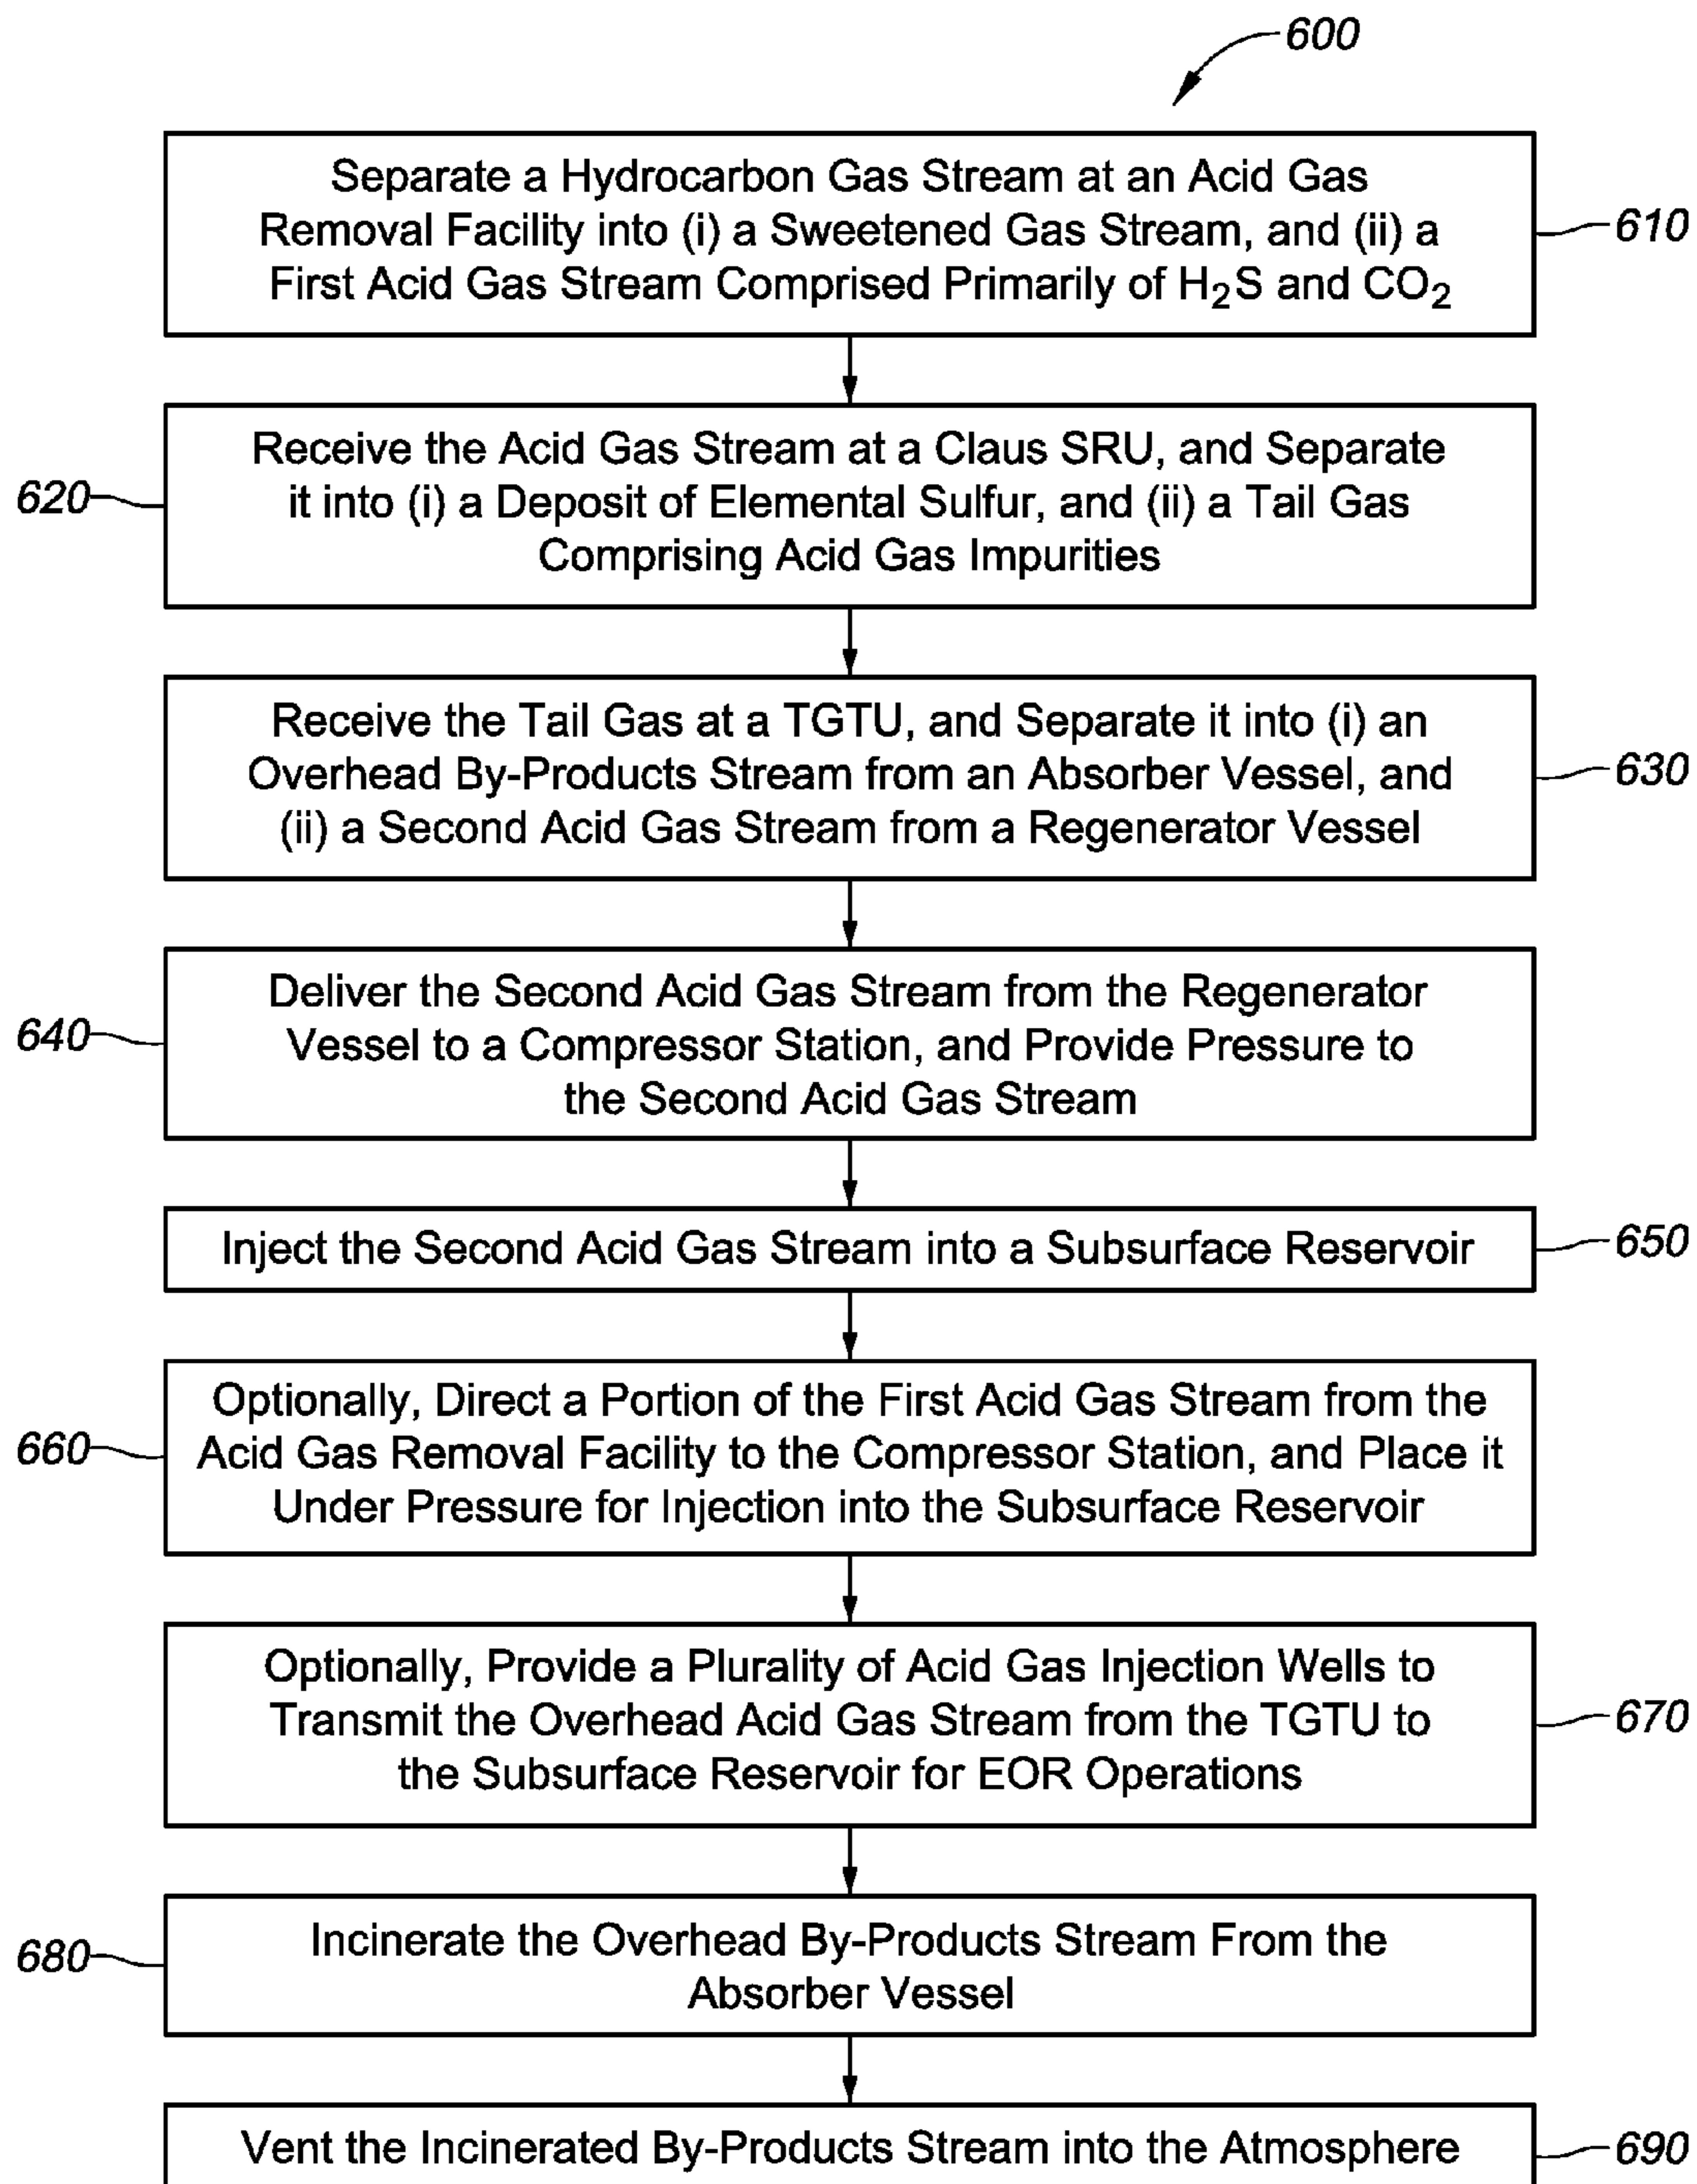 600
Separate a Hydrocarbon Gas Stream at an Acid Gas
Removal Facility into (i) a Sweetened Gas Stream, and (ii) a
First Acid Gas Stream Comprised Primarily of H₂S and CO₂
610
Receive the Acid Gas Stream at a Claus SRU, and Separate
it into (i) a Deposit of Elemental Sulfur, and (ii) a Tail Gas
Comprising Acid Gas Impurities
620
Receive the Tail Gas at a TGTU, and Separate it into (i) an
Overhead By-Products Stream from an Absorber Vessel, and
(ii) a Second Acid Gas Stream from a Regenerator Vessel
630
Deliver the Second Acid Gas Stream from the Regenerator
Vessel to a Compressor Station, and Provide Pressure to
the Second Acid Gas Stream
640
Inject the Second Acid Gas Stream into a Subsurface Reservoir
650
Optionally, Direct a Portion of the First Acid Gas Stream from the
Acid Gas Removal Facility to the Compressor Station, and Place it
Under Pressure for Injection into the Subsurface Reservoir
660
Optionally, Provide a Plurality of Acid Gas Injection Wells to
Transmit the Overhead Acid Gas Stream from the TGTU to
the Subsurface Reservoir for EOR Operations
670
Incinerate the Overhead By-Products Stream From the
Absorber Vessel
680
Vent the Incinerated By-Products Stream into the Atmosphere
690